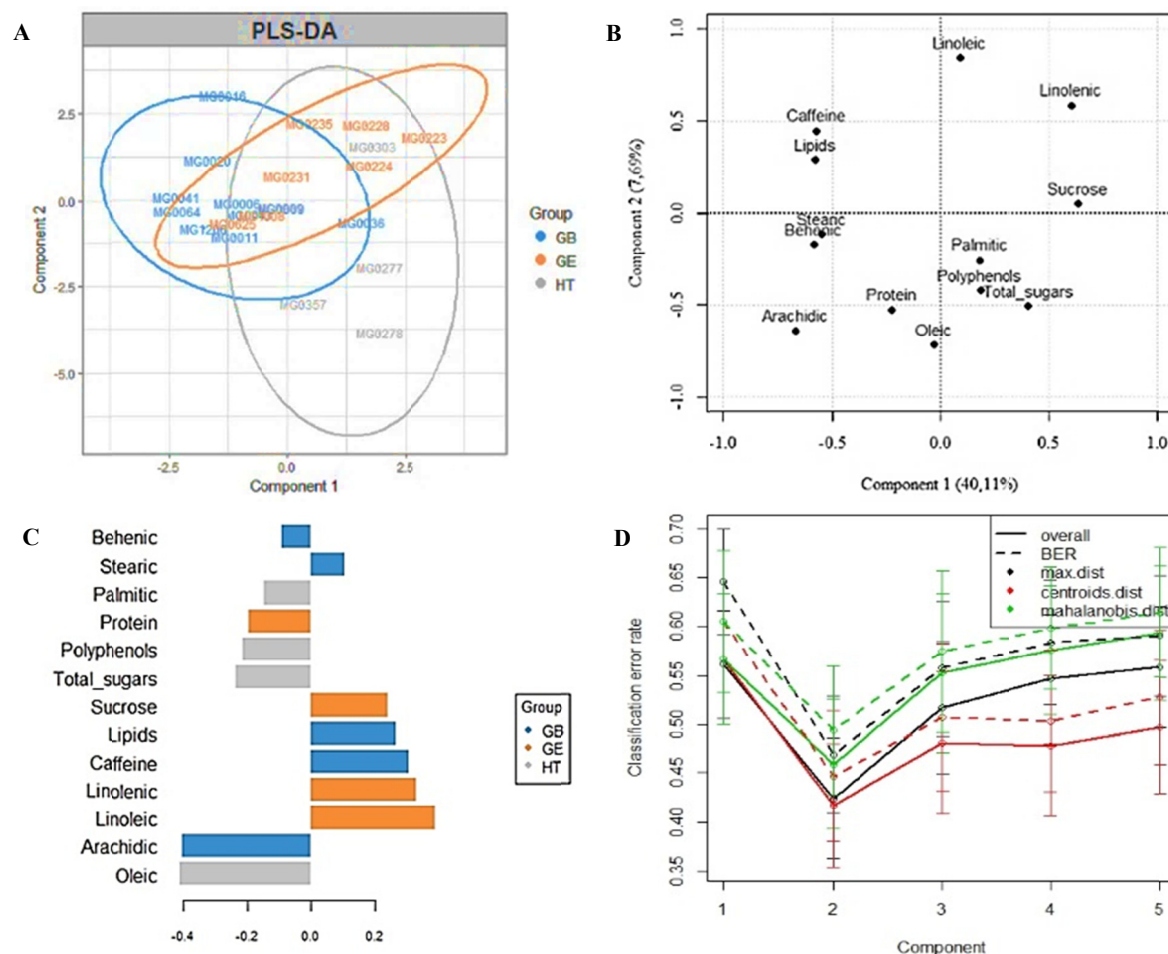 A
PLS-DA
2.5
0.0
-2.5
-5.0
Component 2
MG0016
MG0235
MG0228
MG0223
MG0303
MG0020
MG0224
MG0231
MG0041
MG0006
MG0064
MG0009
MG0036
MG0011
MG0277
MG0357
MG0278
-2.5
0.0
2.5
Component 1
Group
GB
GE
HT
B
1.0
0.5
0.0
-0.5
-1.0
Component 2 (7,69%)
Linoleic
Linolenic
Caffeine
Lipids
Sucrose
Stearic
Behenic
Palmitic
Polyphenols
Total_sugars
Protein
Arachidic
Oleic
-1.0
-0.5
0.0
0.5
1.0
Component 1 (40,11%)
C
Behenic
Stearic
Palmitic
Protein
Polyphenols
Total_sugars
Sucrose
Lipids
Caffeine
Linolenic
Linoleic
Arachidic
Oleic
-0.4
-0.2
0.0
0.2
Group
GB
GE
HT
D
0.70
0.65
0.60
0.55
0.50
0.45
0.40
0.35
Classification error rate
overall
BER
max.dist
centroids.dist
mahalanobis.dist
1
2
3
4
5
Component